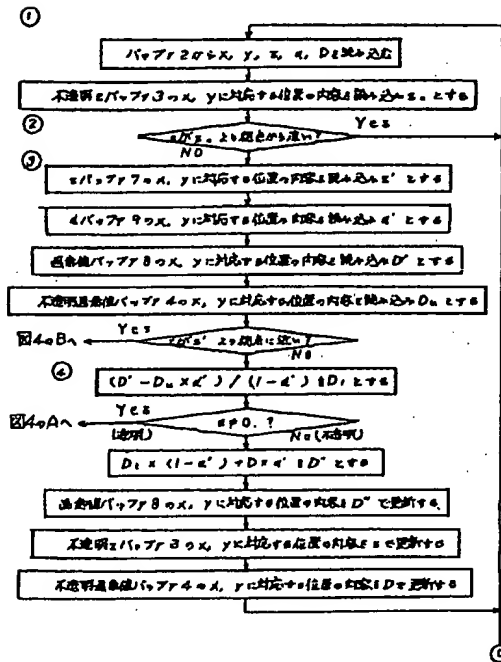 ①
バッファ2からx, y, z, α, Dを読み込む
不透明zバッファ3のx, yに対応する位置の内容を読み込みz。とする
②
zがz。より視点から遠い?
Yes
NO
③
zバッファ7のx, yに対応する位置の内容を読み込みz'とする
αバッファ9のx, yに対応する位置の内容を読み込みα'とする
画素値バッファ8のx, yに対応する位置の内容を読み込みD'とする
不透明画素値バッファ4のx, yに対応する位置の内容を読み込みDuとする
Yes
図4のBへ
zがz'より視点に近い?
No
④
(D'-Du×α')/(1-α')をDtとする
Yes
図4のAへ
(透明)
α≠0.?
No(不透明)
Dt×(1-α')+D×α'をD"とする
画素値バッファ8のx, yに対応する位置の内容をD"で更新する
不透明zバッファ3のx, yに対応する位置の内容をzで更新する
不透明画素値バッファ4のx, yに対応する位置の内容をDで更新する